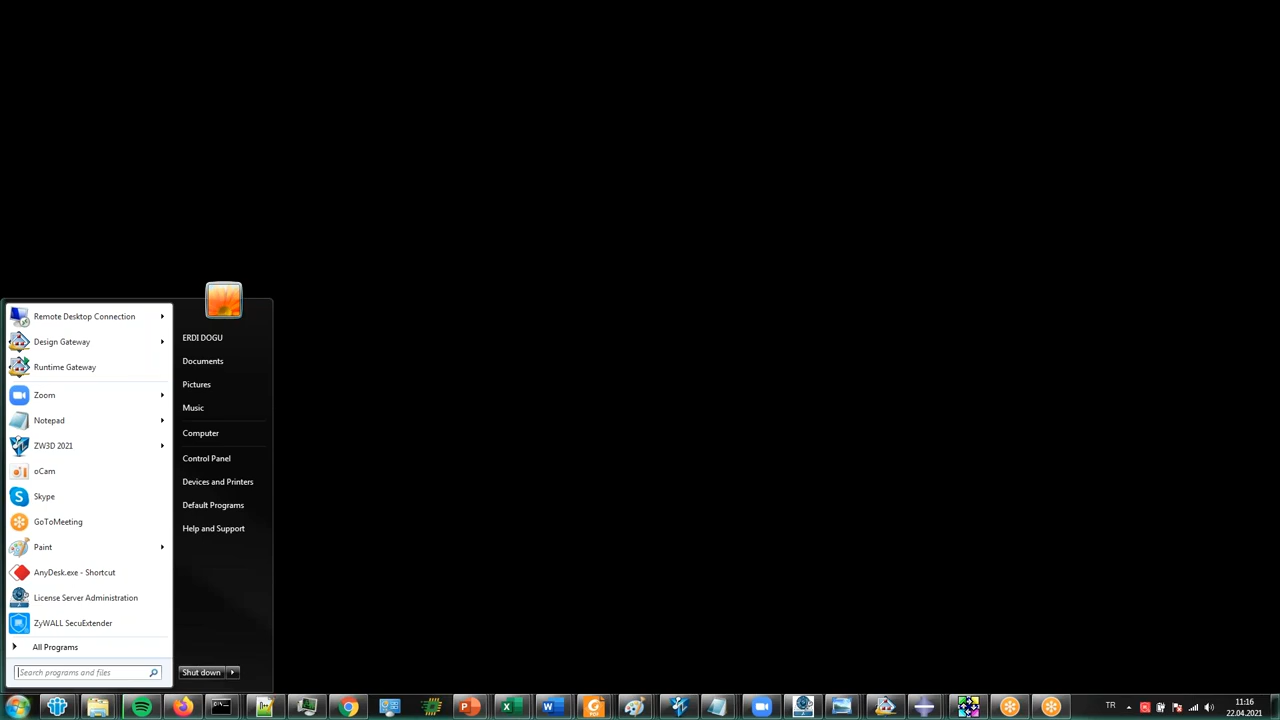 Remote Desktop Connection
Design Gateway
Runtime Gateway
Zoom
Notepad
ZW3D 2021
oCam
Skype
GoToMeeting
Paint
AnyDesk.exe - Shortcut
License Server Administration
ZyWALL SecuExtender
All Programs
Search programs and files
ERDI DOGU
Documents
Pictures
Music
Computer
Control Panel
Devices and Printers
Default Programs
Help and Support
Shut down
TR
11:16
22.04.2021